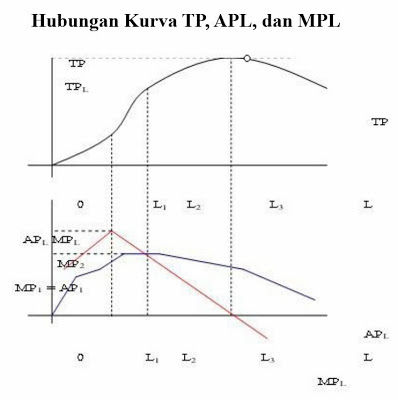 Hubungan Kurva TP, APL, dan MPL
TP
TPL
TP
0 L1 L2 L3 L
APL MPL
MP2
MP1 = AP1
APL
0 L1 L2 L3 L
MPL